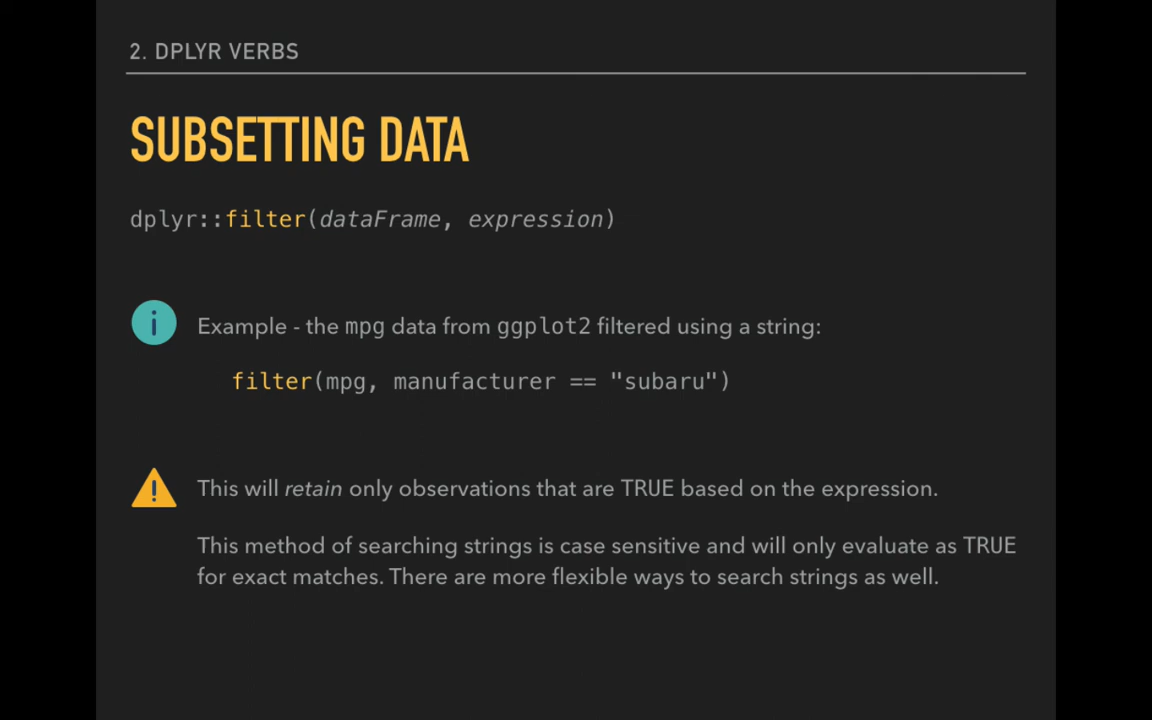 2. DPLYR VERBS
SUBSETTING DATA
dplyr::filter(dataFrame, expression)
i
Example - the mpg data from ggplot2 filtered using a string:
filter(mpg, manufacturer == "subaru")
!
This will retain only observations that are TRUE based on the expression.
This method of searching strings is case sensitive and will only evaluate as TRUE
for exact matches. There are more flexible ways to search strings as well.